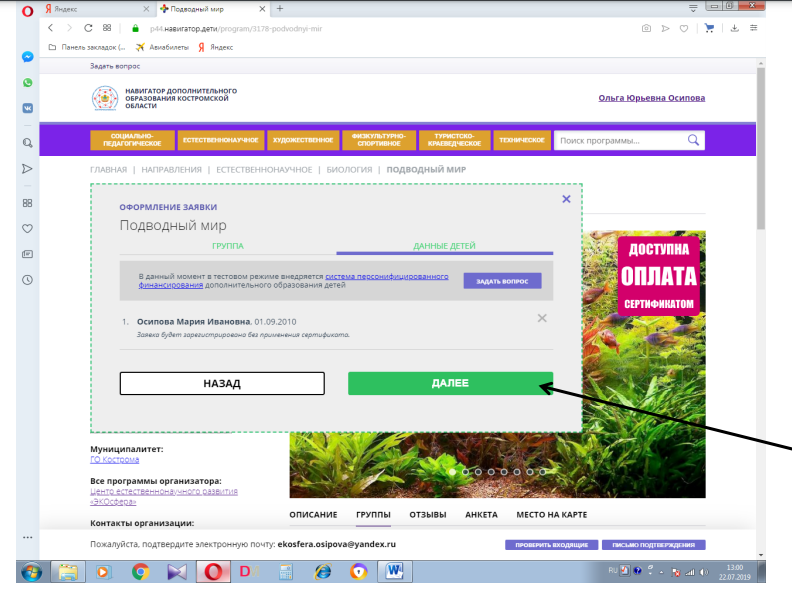 Яндекс
Подводный мир
p44.навигатор.дети/program/3178-podvodnyi-mir
Панель закладок (...
Авиабилеты
Яндекс
Задать вопрос
НАВИГАТОР ДОПОЛНИТЕЛЬНОГО
ОБРАЗОВАНИЯ КОСТРОМСКОЙ
ОБЛАСТИ
Ольга Юрьевна Осипова
СОЦИАЛЬНО-
ПЕДАГОГИЧЕСКОЕ
ЕСТЕСТВЕННОНАУЧНОЕ
ХУДОЖЕСТВЕННОЕ
ФИЗКУЛЬТУРНО-
СПОРТИВНОЕ
ТУРИСТСКО-
КРАЕВЕДЧЕСКОЕ
ТЕХНИЧЕСКОЕ
Поиск программы...
ГЛАВНАЯ | НАПРАВЛЕНИЯ | ЕСТЕСТВЕННОНАУЧНОЕ | БИОЛОГИЯ | ПОДВОДНЫЙ МИР
ОФОРМЛЕНИЕ ЗАЯВКИ
Подводный мир
ГРУППА
ДАННЫЕ ДЕТЕЙ
В данный момент в тестовом режиме внедряется система персонифицированного
финансирования дополнительного образования детей
ЗАДАТЬ ВОПРОС
1. Осипова Мария Ивановна, 01.09.2010
Заявка будет зарегистрирована без применения сертификата.
НАЗАД
ДАЛЕЕ
ДОСТУПНА
ОПЛАТА
СЕРТИФИКАТОМ
Муниципалитет:
ГО Кострома
Все программы организатора:
Центр естественнонаучного развития
«ЭКОсфера»
Контакты организации:
ОПИСАНИЕ
ГРУППЫ
ОТЗЫВЫ
АНКЕТА
МЕСТО НА КАРТЕ
Пожалуйста, подтвердите электронную почту: ekosfera.osipova@yandex.ru
ПРОВЕРИТЬ ВХОДЯЩИЕ
ПИСЬМО ПОДТВЕРЖДЕНИЯ
RU
13:00
22.07.2019